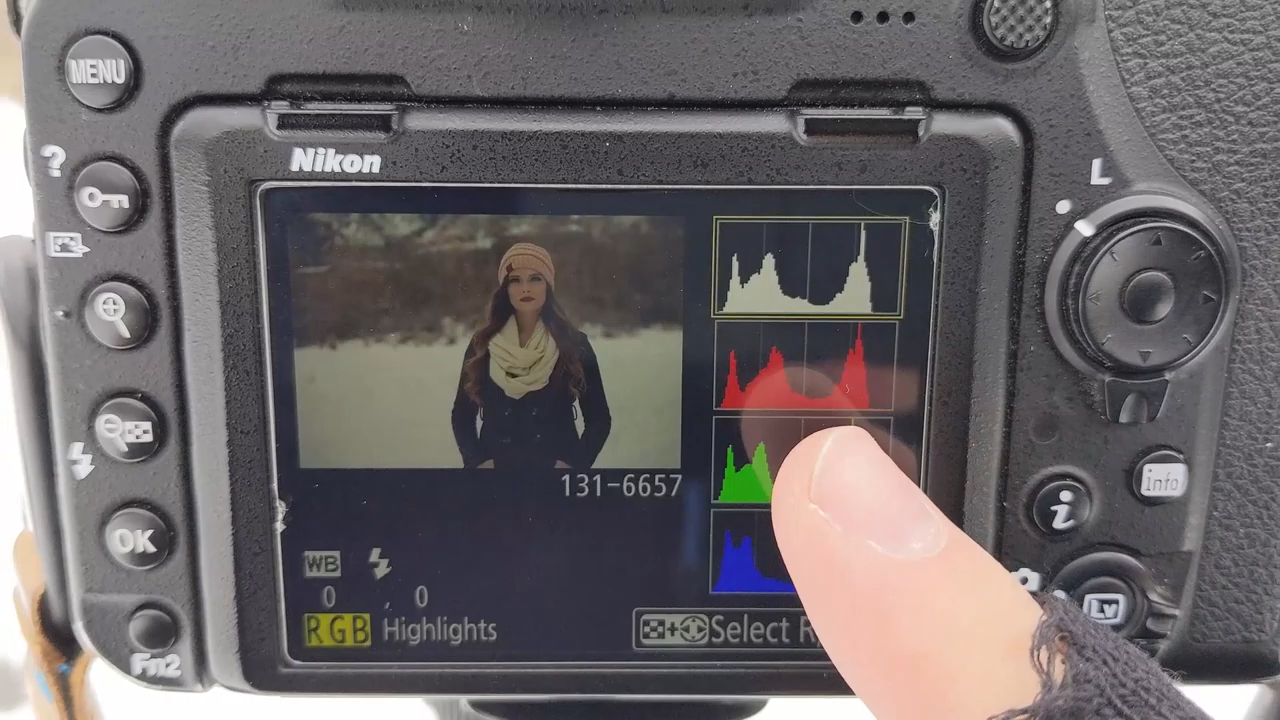 MENU
?
Nikon
L
131-6657
info
i
WB
0 , 0
OK
RGB Highlights
Select R
Lv
Fn2